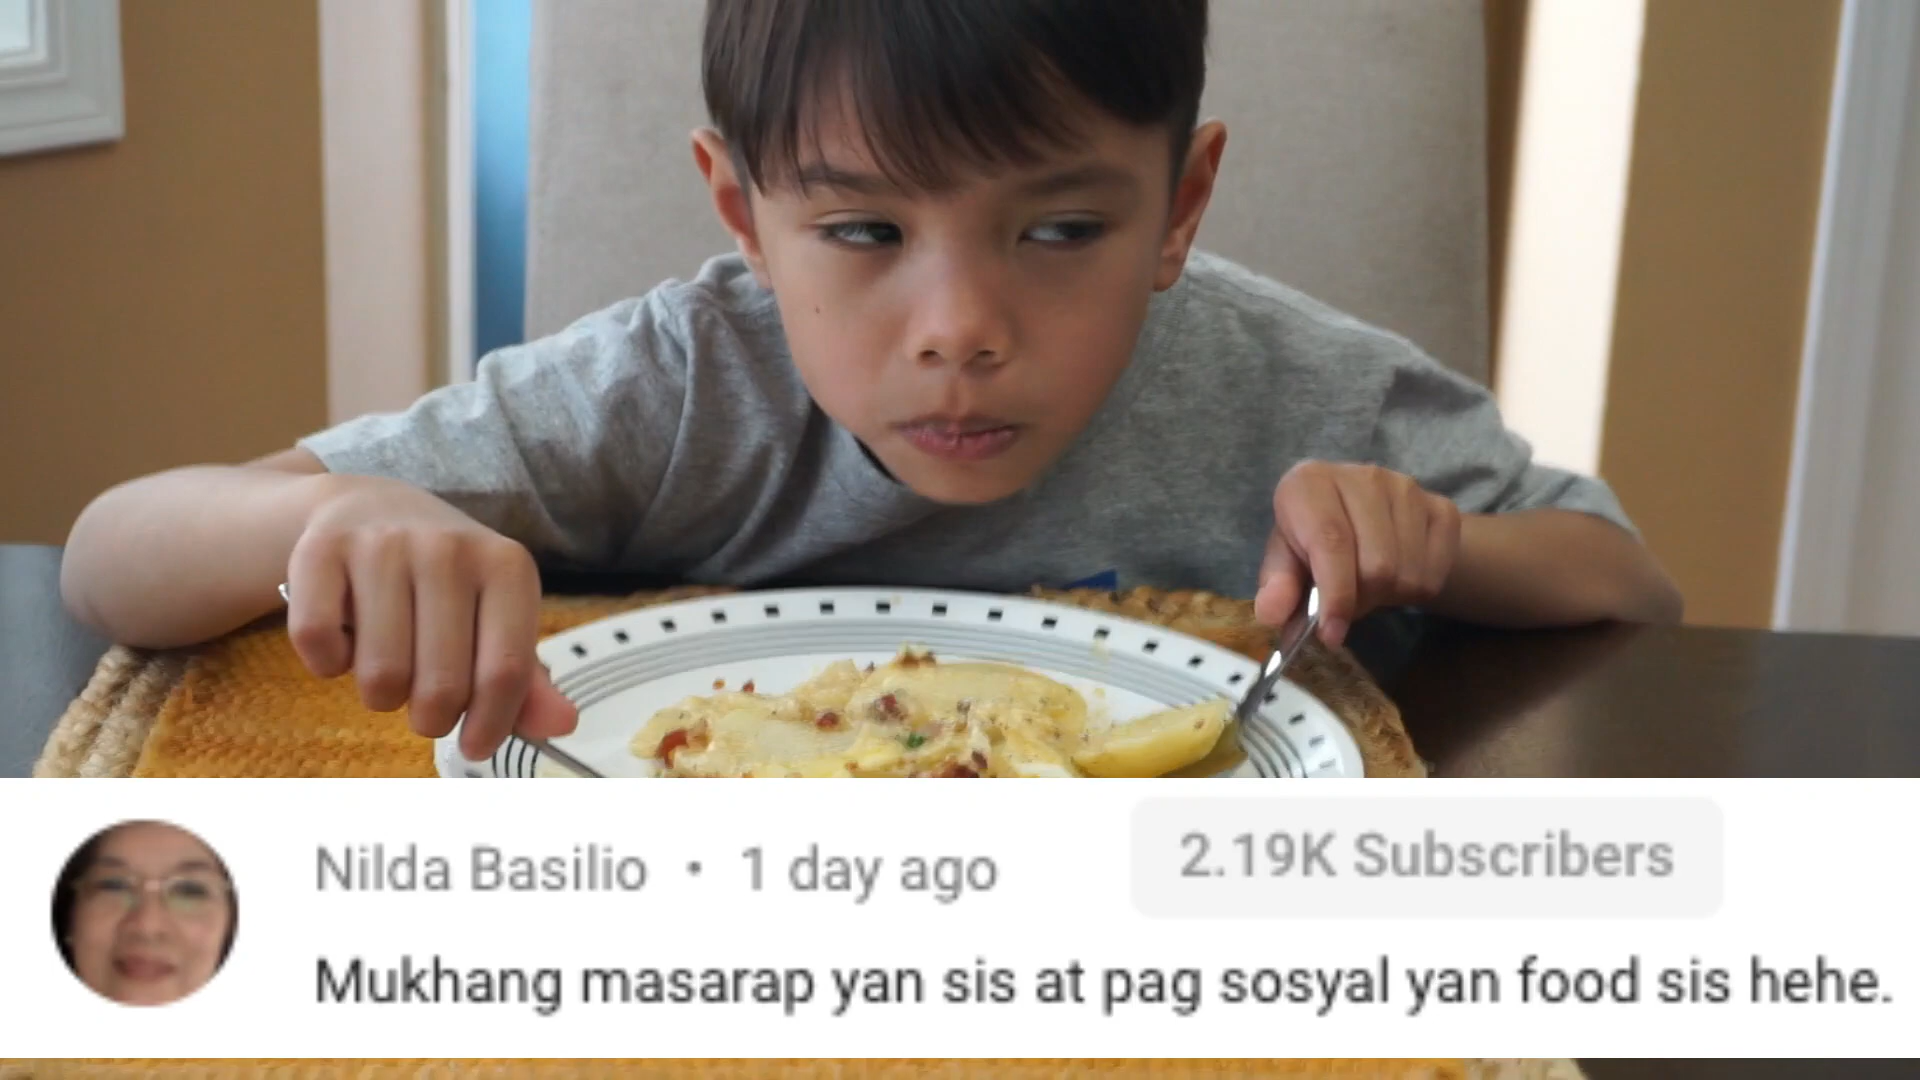 Nilda Basilio • 1 day ago
2.19K Subscribers
Mukhang masarap yan sis at pag sosyal yan food sis hehe.